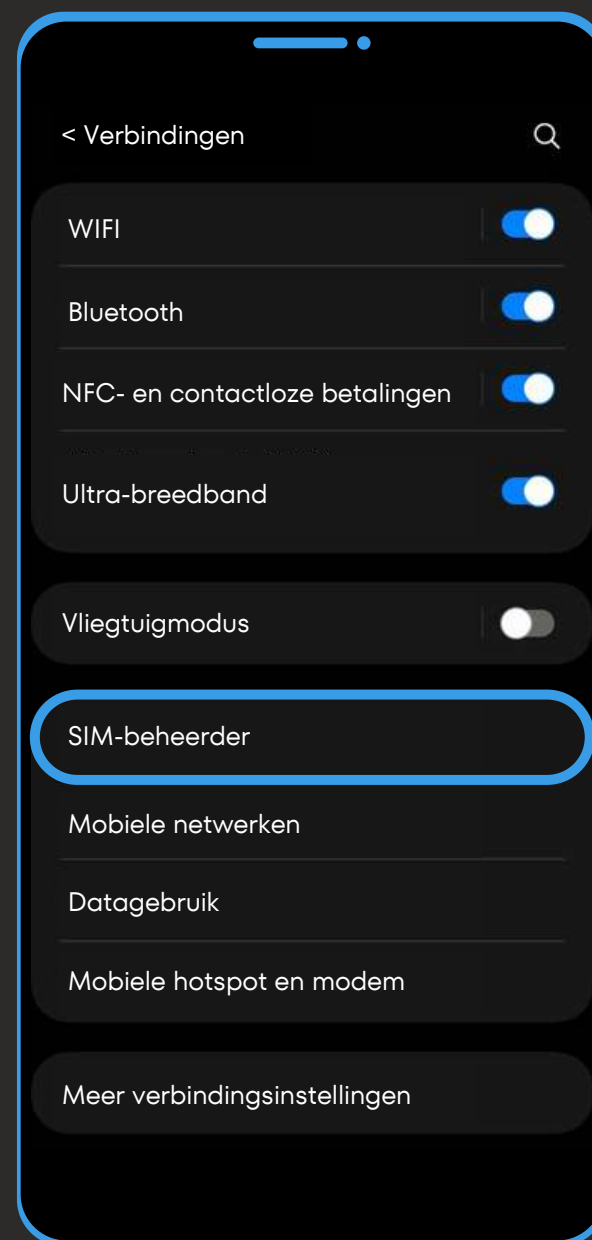 < Verbindingen
WIFI
Bluetooth
NFC- en contactloze betalingen
Ultra-breedband
Vliegtuigmodus
SIM-beheerder
Mobiele netwerken
Datagebruik
Mobiele hotspot en modem
Meer verbindingsinstellingen